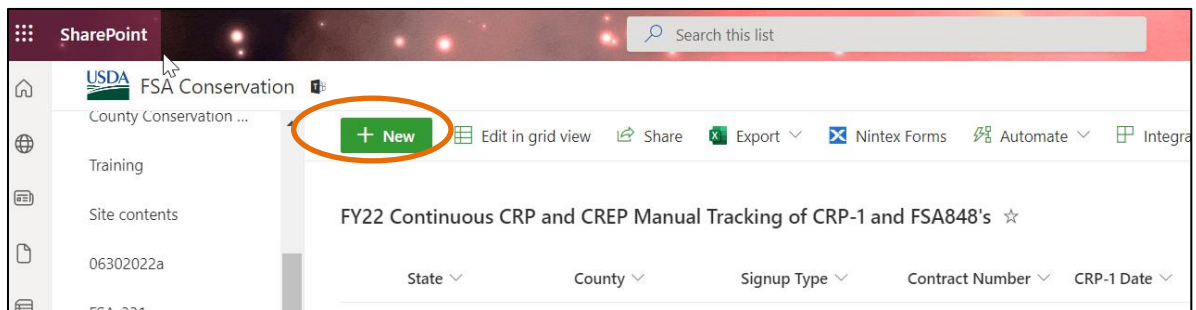 SharePoint
Search this list
USDA FSA Conservation
County Conservation ...
Training
Site contents
06302022a
+ New Edit in grid view Share Export Nintex Forms Automate Integra
FY22 Continuous CRP and CREP Manual Tracking of CRP-1 and FSA848's
State County Signup Type Contract Number CRP-1 Date